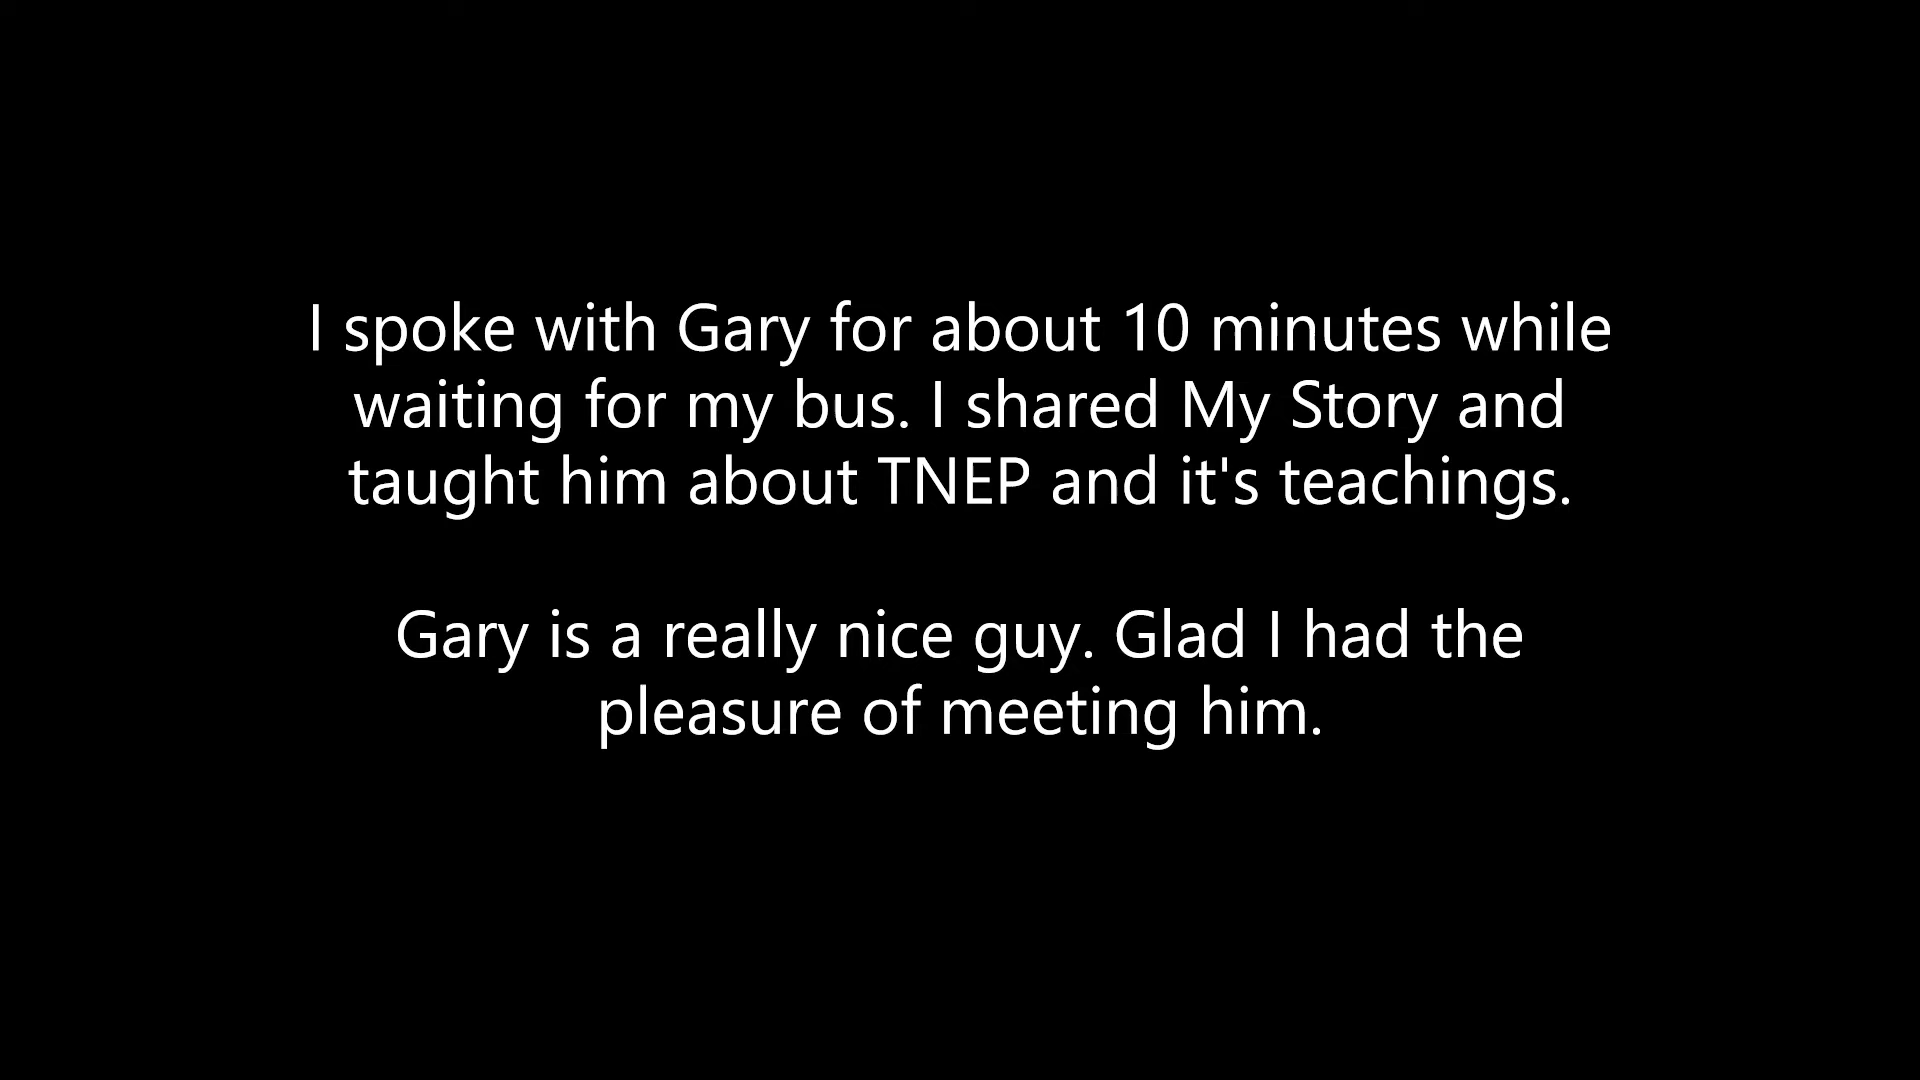 I spoke with Gary for about 10 minutes while
waiting for my bus. I shared My Story and
taught him about TNEP and it's teachings.
Gary is a really nice guy. Glad I had the
pleasure of meeting him.